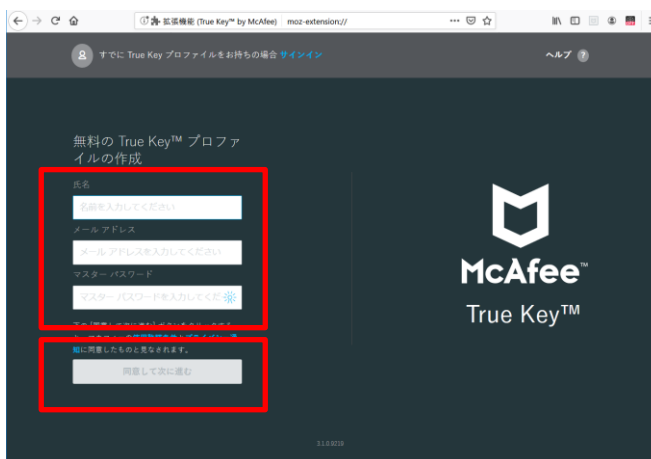 拡張機能 (True Key™ by McAfee) moz-extension://
すでに True Key プロファイルをお持ちの場合 サインイン
ヘルプ ?
無料の True Key™ プロファ
イルの作成
氏名
名前を入力してください
メール アドレス
メール アドレスを入力してください
マスター パスワード
マスター パスワードを入力してくだ
知に同意したものと見なされます。
同意して次に進む
McAfee™
True Key™
3.1.0.9219